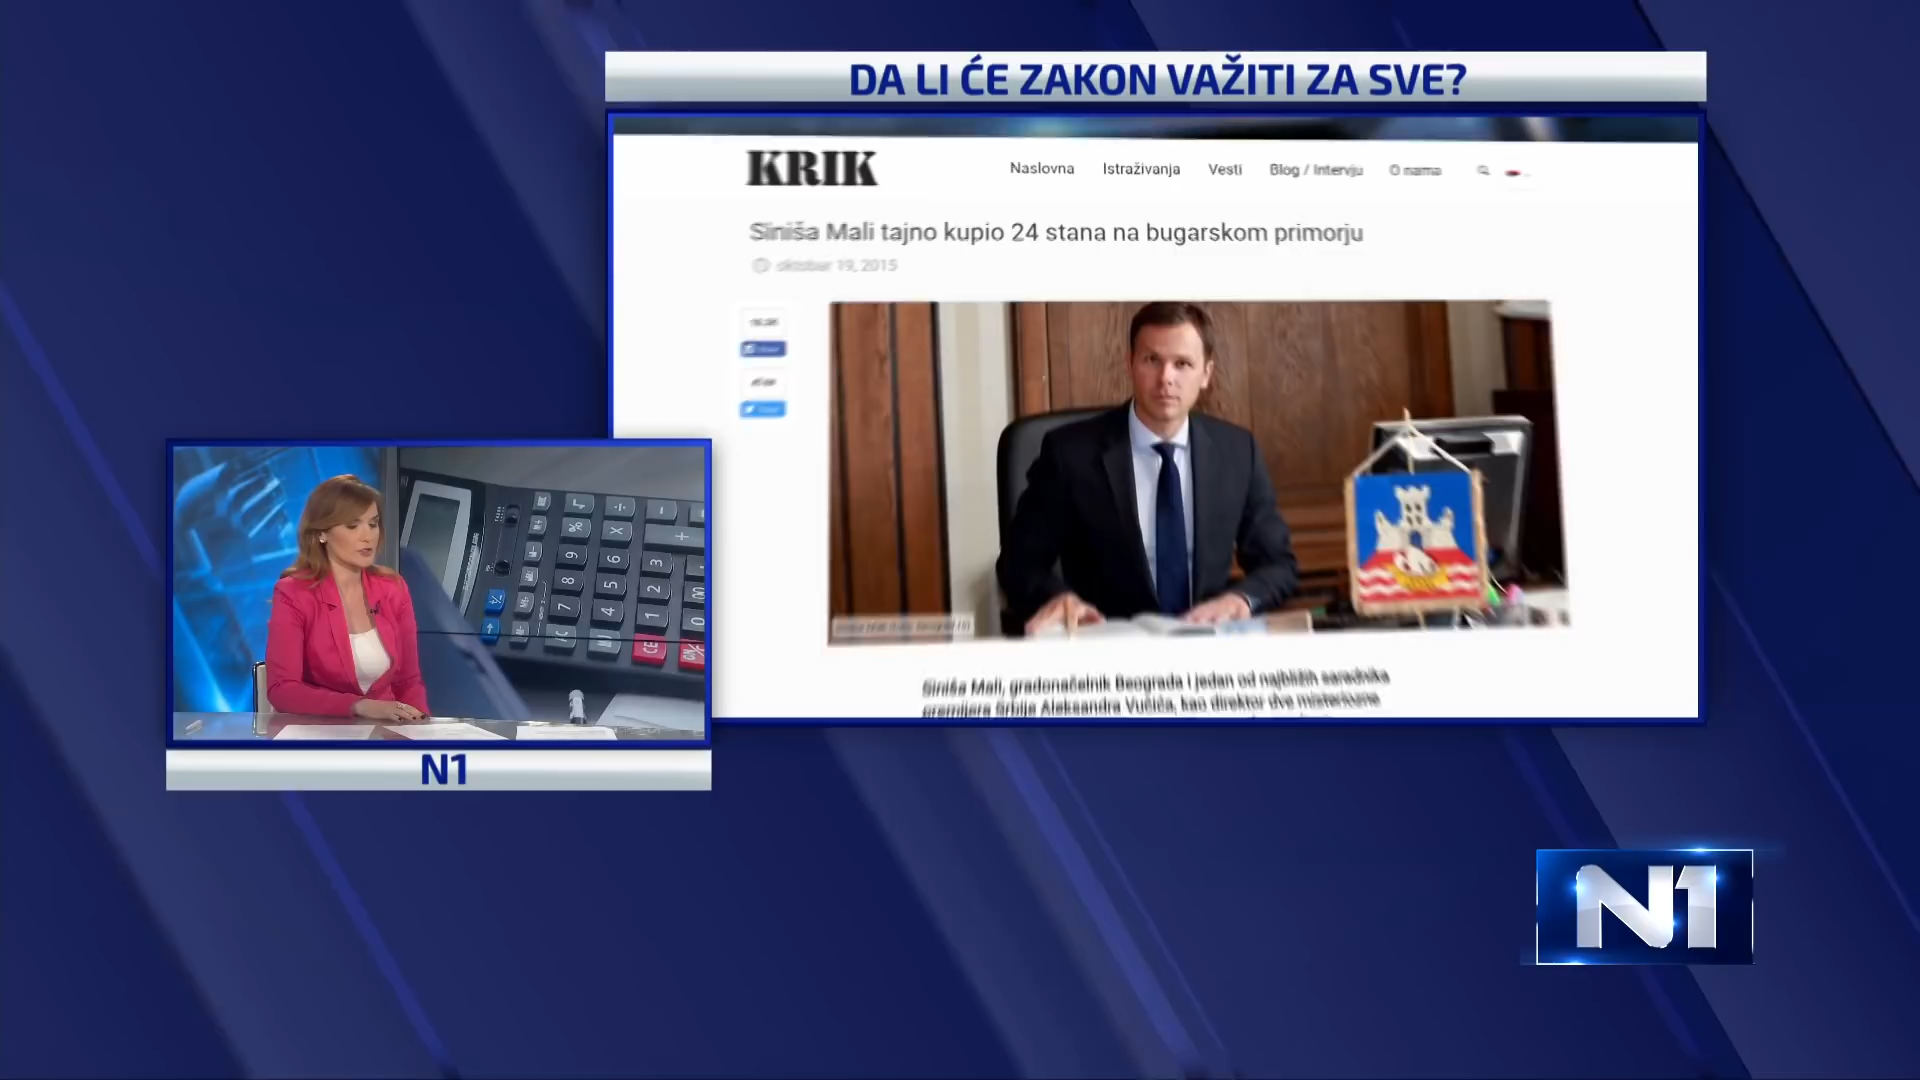 DA LI ĆE ZAKON VAŽITI ZA SVE?
KRIK
Naslovna Istraživanja Vesti Blog / Intervju O nama
Siniša Mali tajno kupio 24 stana na bugarskom primorju
oktobar 19, 2015
Siniša Mali, gradonačelnik Beograda i jedan od najbližih saradnika
premijera Srbije Aleksandra Vučića, kao direktor dve misteriozne
N1
N1